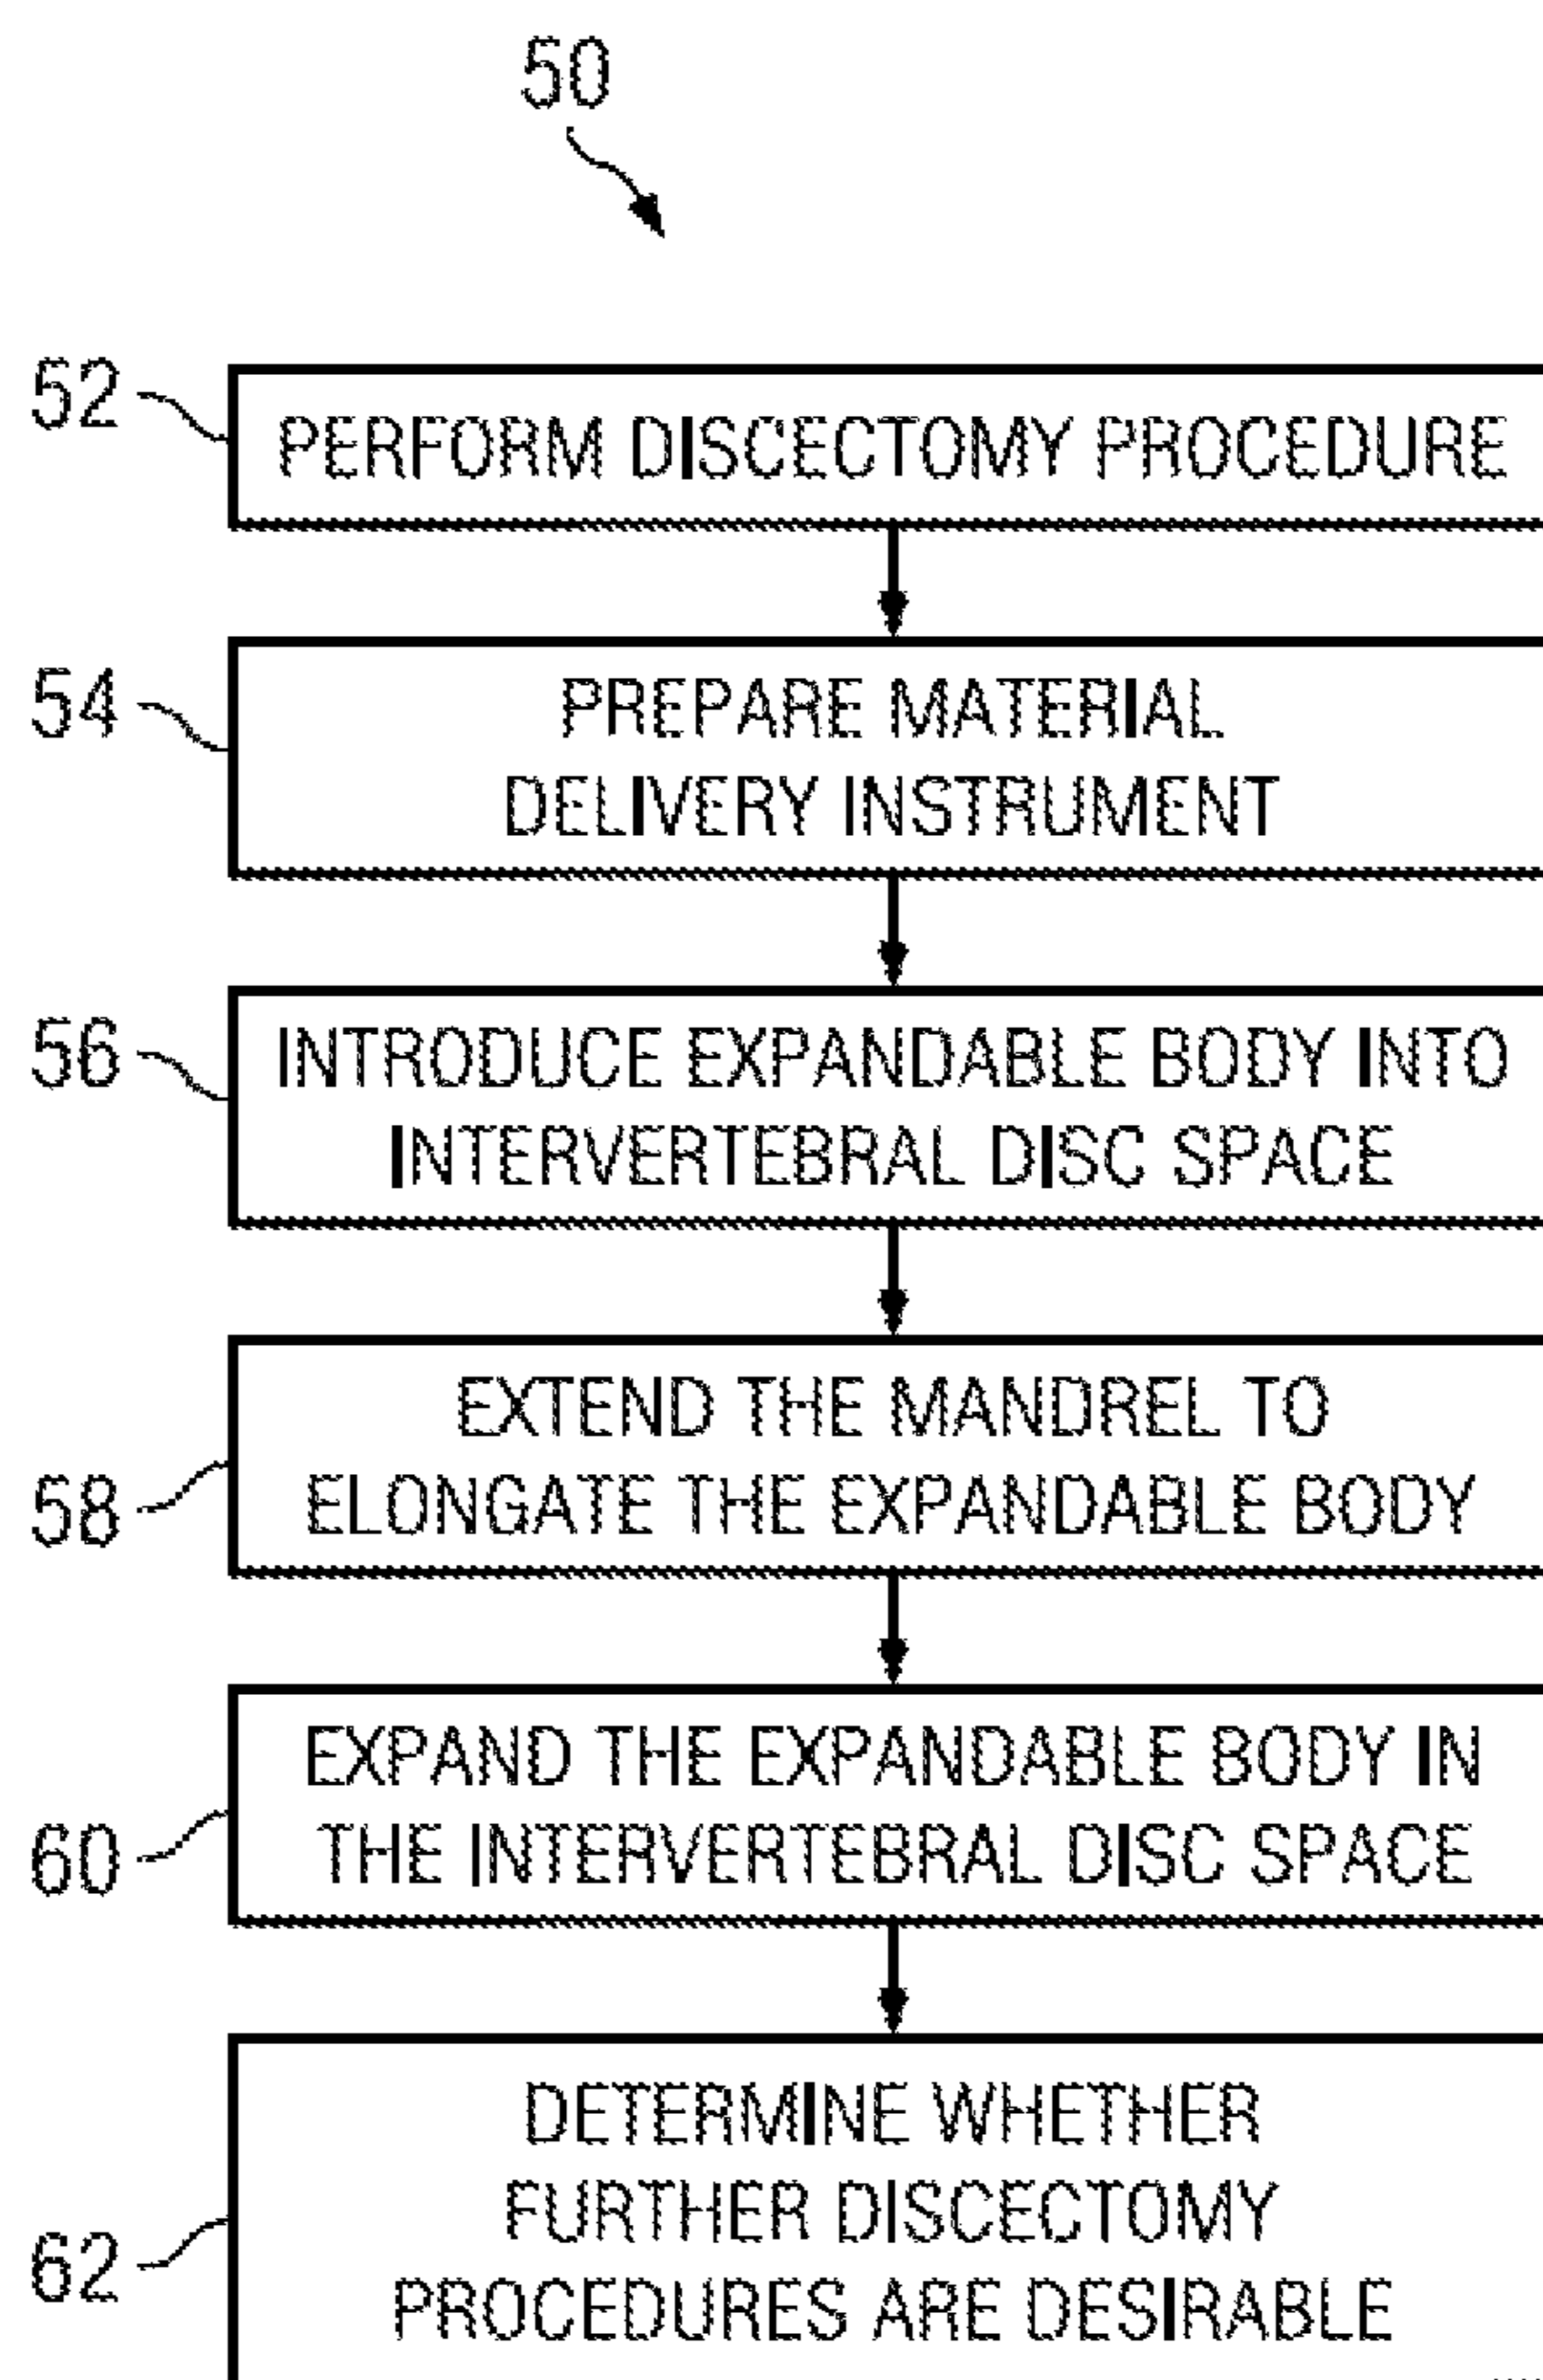 50
52
PERFORM DISCECTOMY PROCEDURE
54
PREPARE MATERIAL
DELIVERY INSTRUMENT
56
INTRODUCE EXPANDABLE BODY INTO
INTERVERTEBRAL DISC SPACE
58
EXTEND THE MANDREL TO
ELONGATE THE EXPANDABLE BODY
60
EXPAND THE EXPANDABLE BODY IN
THE INTERVERTEBRAL DISC SPACE
62
DETERMINE WHETHER
FURTHER DISCECTOMY
PROCEDURES ARE DESIRABLE